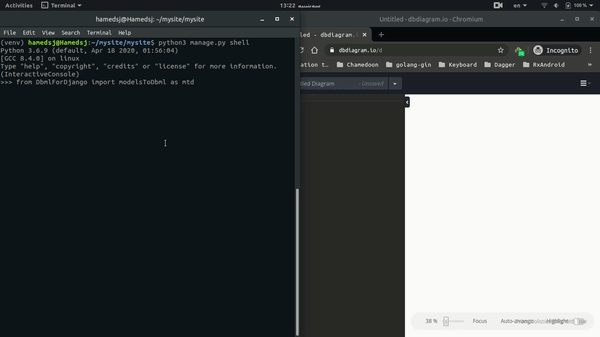 Activities
Terminal
13:22
en
100 %
hamedsj@Hamedsj: ~/mysite/mysite
Untitled - dbdiagram.io - Chromium
File Edit View Search Terminal Help
(venv) hamedsj@Hamedsj:~/mysite/mysite$ python3 manage.py shell
Python 3.6.9 (default, Apr 18 2020, 01:56:04)
[GCC 8.4.0] on linux
Type "help", "copyright", "credits" or "license" for more information.
(InteractiveConsole)
>>> from DbmlForDjango import modelsToDbml as mtd
led - dbdiagram.io
dbdiagram.io/d
Incognito
Chamedoon
golang-gin
Keyboard
Dagger
RxAndroid
led Diagram
38 %
Focus
Auto-arrange
Highlight